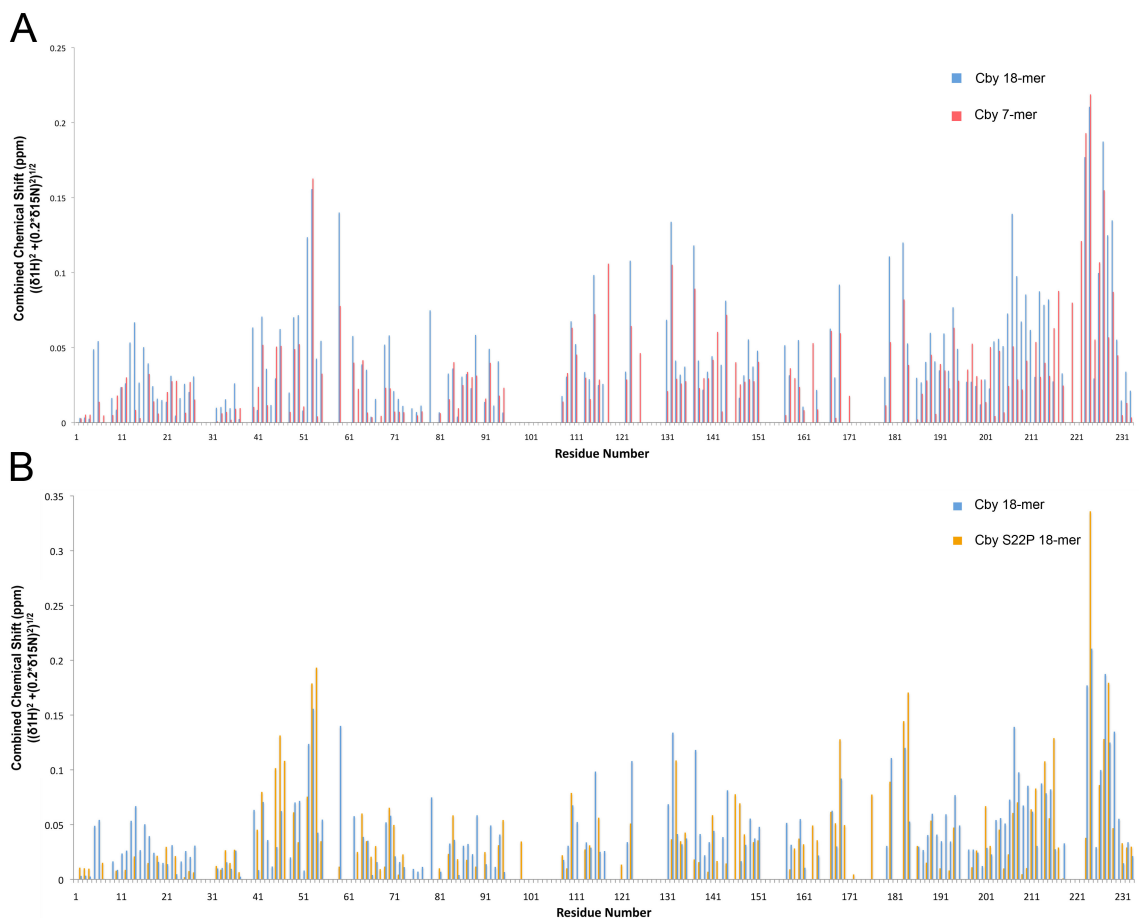 A
0.25
0.2
0.15
0.1
0.05
0
Combined Chemical Shift (ppm)
((δ1H)² +(0.2*δ15N)²)¹/²
Cby 18-mer
Cby 7-mer
1 11 21 31 41 51 61 71 81 91 101 111 121 131 141 151 161 171 181 191 201 211 221 231
Residue Number
B
0.35
0.3
0.25
0.2
0.15
0.1
0.05
0
Combined Chemical Shift (ppm)
((δ1H)² +(0.2*δ15N)²)¹/²
Cby 18-mer
Cby S22P 18-mer
1 11 21 31 41 51 61 71 81 91 101 111 121 131 141 151 161 171 181 191 201 211 221 231
Residue Number